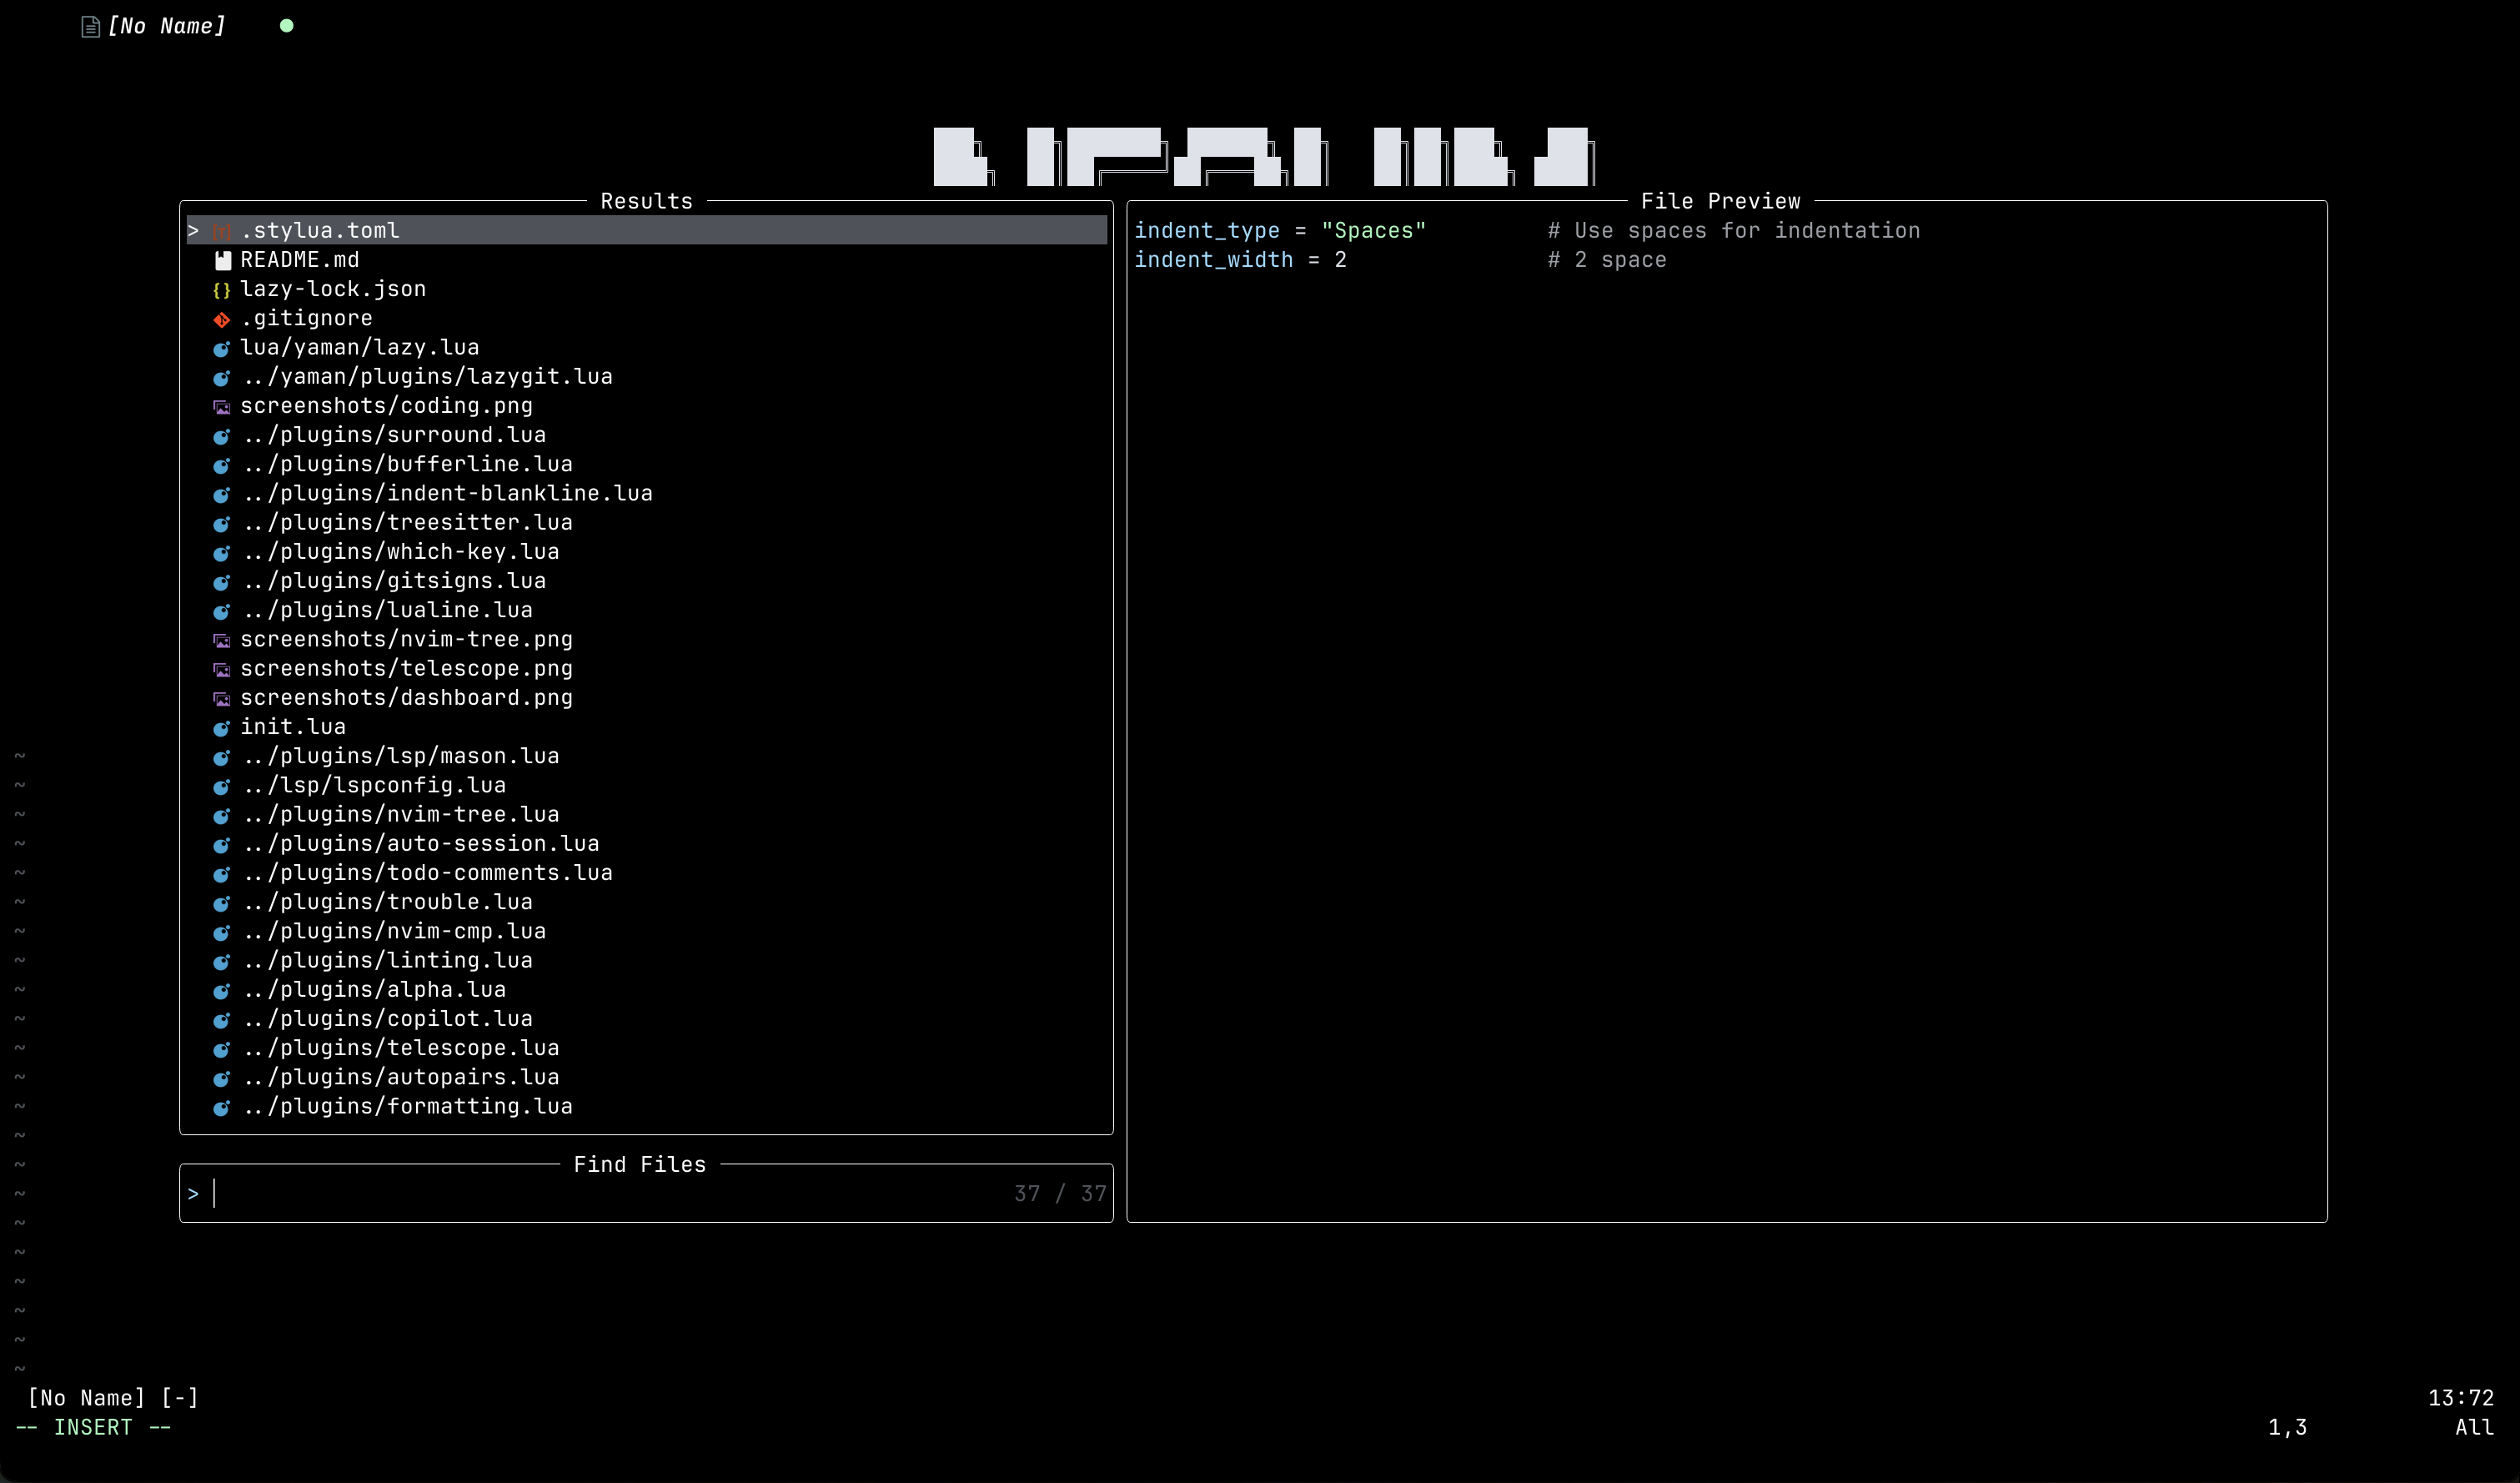 [No Name]
Results
> .stylua.toml
README.md
{} lazy-lock.json
.gitignore
lua/yaman/lazy.lua
../yaman/plugins/lazygit.lua
screenshots/coding.png
../plugins/surround.lua
../plugins/bufferline.lua
../plugins/indent-blankline.lua
../plugins/treesitter.lua
../plugins/which-key.lua
../plugins/gitsigns.lua
../plugins/lualine.lua
screenshots/nvim-tree.png
screenshots/telescope.png
screenshots/dashboard.png
init.lua
../plugins/lsp/mason.lua
../lsp/lspconfig.lua
../plugins/nvim-tree.lua
../plugins/auto-session.lua
../plugins/todo-comments.lua
../plugins/trouble.lua
../plugins/nvim-cmp.lua
../plugins/linting.lua
../plugins/alpha.lua
../plugins/copilot.lua
../plugins/telescope.lua
../plugins/autopairs.lua
../plugins/formatting.lua
Find Files
> 37 / 37
File Preview
indent_type = "Spaces" # Use spaces for indentation
indent_width = 2 # 2 space
[No Name] [-] 13:72
-- INSERT -- 1,3 All